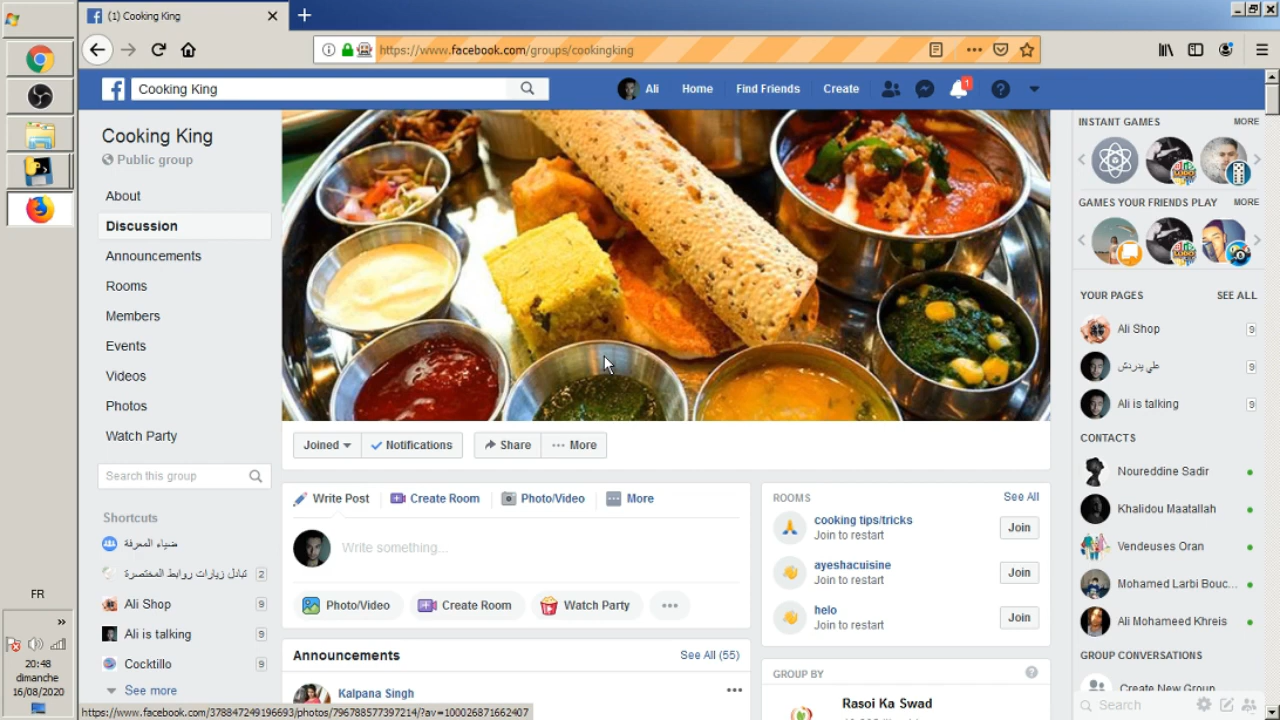 (1) Cooking King
https://www.facebook.com/groups/cookingking
Cooking King
Ali
Home
Find Friends
Create
1
Cooking King
Public group
About
Discussion
Announcements
Rooms
Members
Events
Videos
Photos
Watch Party
Search this group
Shortcuts
ضياء المعرفة
تبادل زيارات روابط المختصرة 2
Ali Shop 9
Ali is talking 9
Cocktillo 9
See more
Joined
Notifications
Share
More
Write Post
Create Room
Photo/Video
More
Write something...
Photo/Video
Create Room
Watch Party
Announcements
See All (55)
Kalpana Singh
ROOMS
See All
cooking tips/tricks
Join to restart
Join
ayeshacuisine
Join to restart
Join
helo
Join to restart
Join
GROUP BY
Rasoi Ka Swad
INSTANT GAMES
MORE
GAMES YOUR FRIENDS PLAY
MORE
YOUR PAGES
SEE ALL
Ali Shop 9
علي يدردش 9
Ali is talking 9
CONTACTS
Noureddine Sadir
Khalidou Maatallah
Vendeuses Oran
Mohamed Larbi Bouc...
Ali Mohameed Khreis
GROUP CONVERSATIONS
Create New Group
Search
FR
20:48
dimanche
16/08/2020
https://www.facebook.com/378847249196693/photos/796788577397214/?av=100026871662407